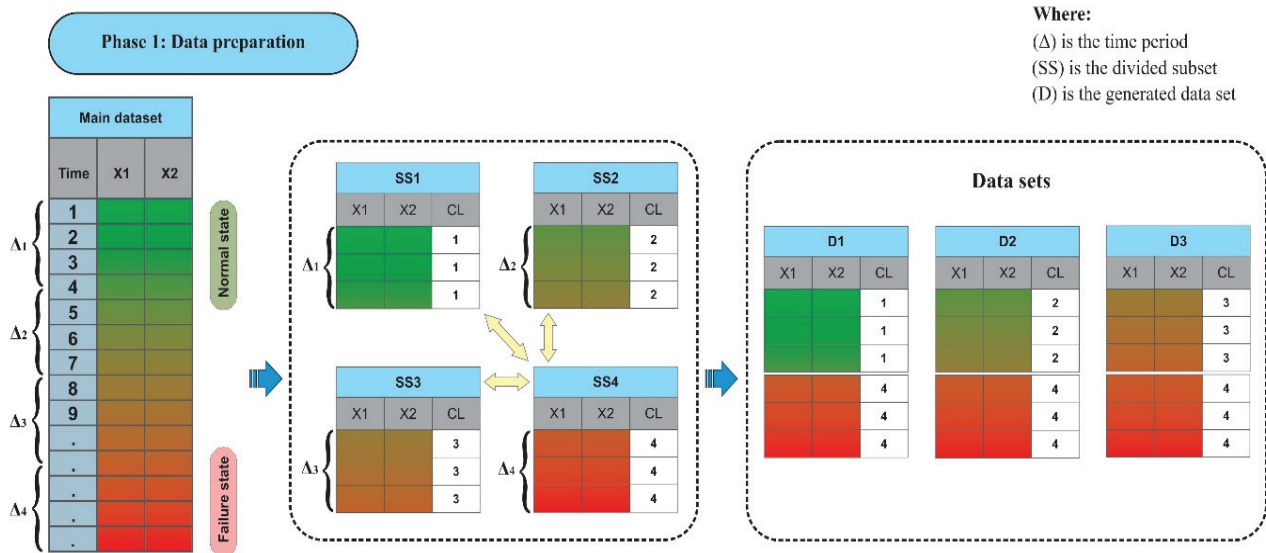 Phase 1: Data preparation
Where:
(Δ) is the time period
(SS) is the divided subset
(D) is the generated data set
Main dataset
Time X1 X2
1
2
3
4
5
6
7
8
9
.
.
.
.
.
Δ1
Δ2
Δ3
Δ4
Normal state
Failure state
SS1
X1 X2 CL
Δ1
1
1
1
SS2
X1 X2 CL
Δ2
2
2
2
SS3
X1 X2 CL
Δ3
3
3
3
SS4
X1 X2 CL
Δ4
4
4
4
Data sets
D1
X1 X2 CL
1
1
1
4
4
4
D2
X1 X2 CL
2
2
2
4
4
4
D3
X1 X2 CL
3
3
3
4
4
4